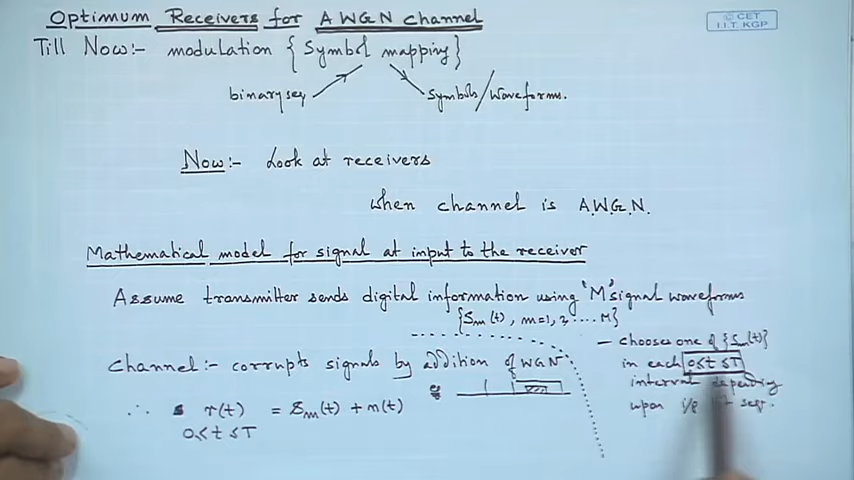 Optimum Receivers for AWGN Channel
© CET
I.I.T. KGP
Till Now:- modulation {Symbol mapping}
binary seq
Symbols/Waveforms.
Now:- Look at receivers
when channel is A.W.G.N.
Mathematical model for signal at input to the receiver
Assume transmitter sends digital information using 'M' signal waveforms
{Sm(t), m=1, 2, .... M}
- chooses one of {Sm(t)}
in each 0≤t≤T
interval depending
upon i/p bit seq.
Channel:- corrupts signals by addition of WGN
∴ r(t) = Sm(t) + n(t)
0≤t≤T